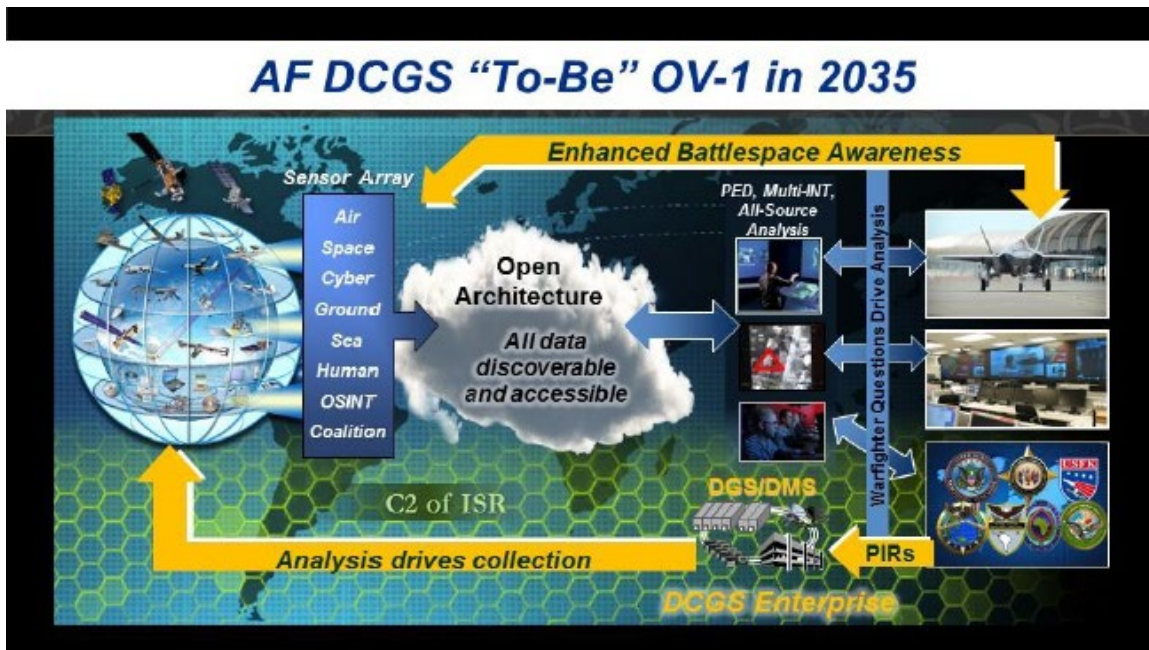 AF DCGS "To-Be" OV-1 in 2035
Enhanced Battlespace Awareness
Sensor Array
Air
Space
Cyber
Ground
Sea
Human
OSINT
Coalition
Open
Architecture
All data
discoverable
and accessible
PED, Multi-INT,
All-Source
Analysis
Warfighter Questions Drive Analysis
C2 of ISR
DGS/DMS
Analysis drives collection
PIRs
DCGS Enterprise
USFK